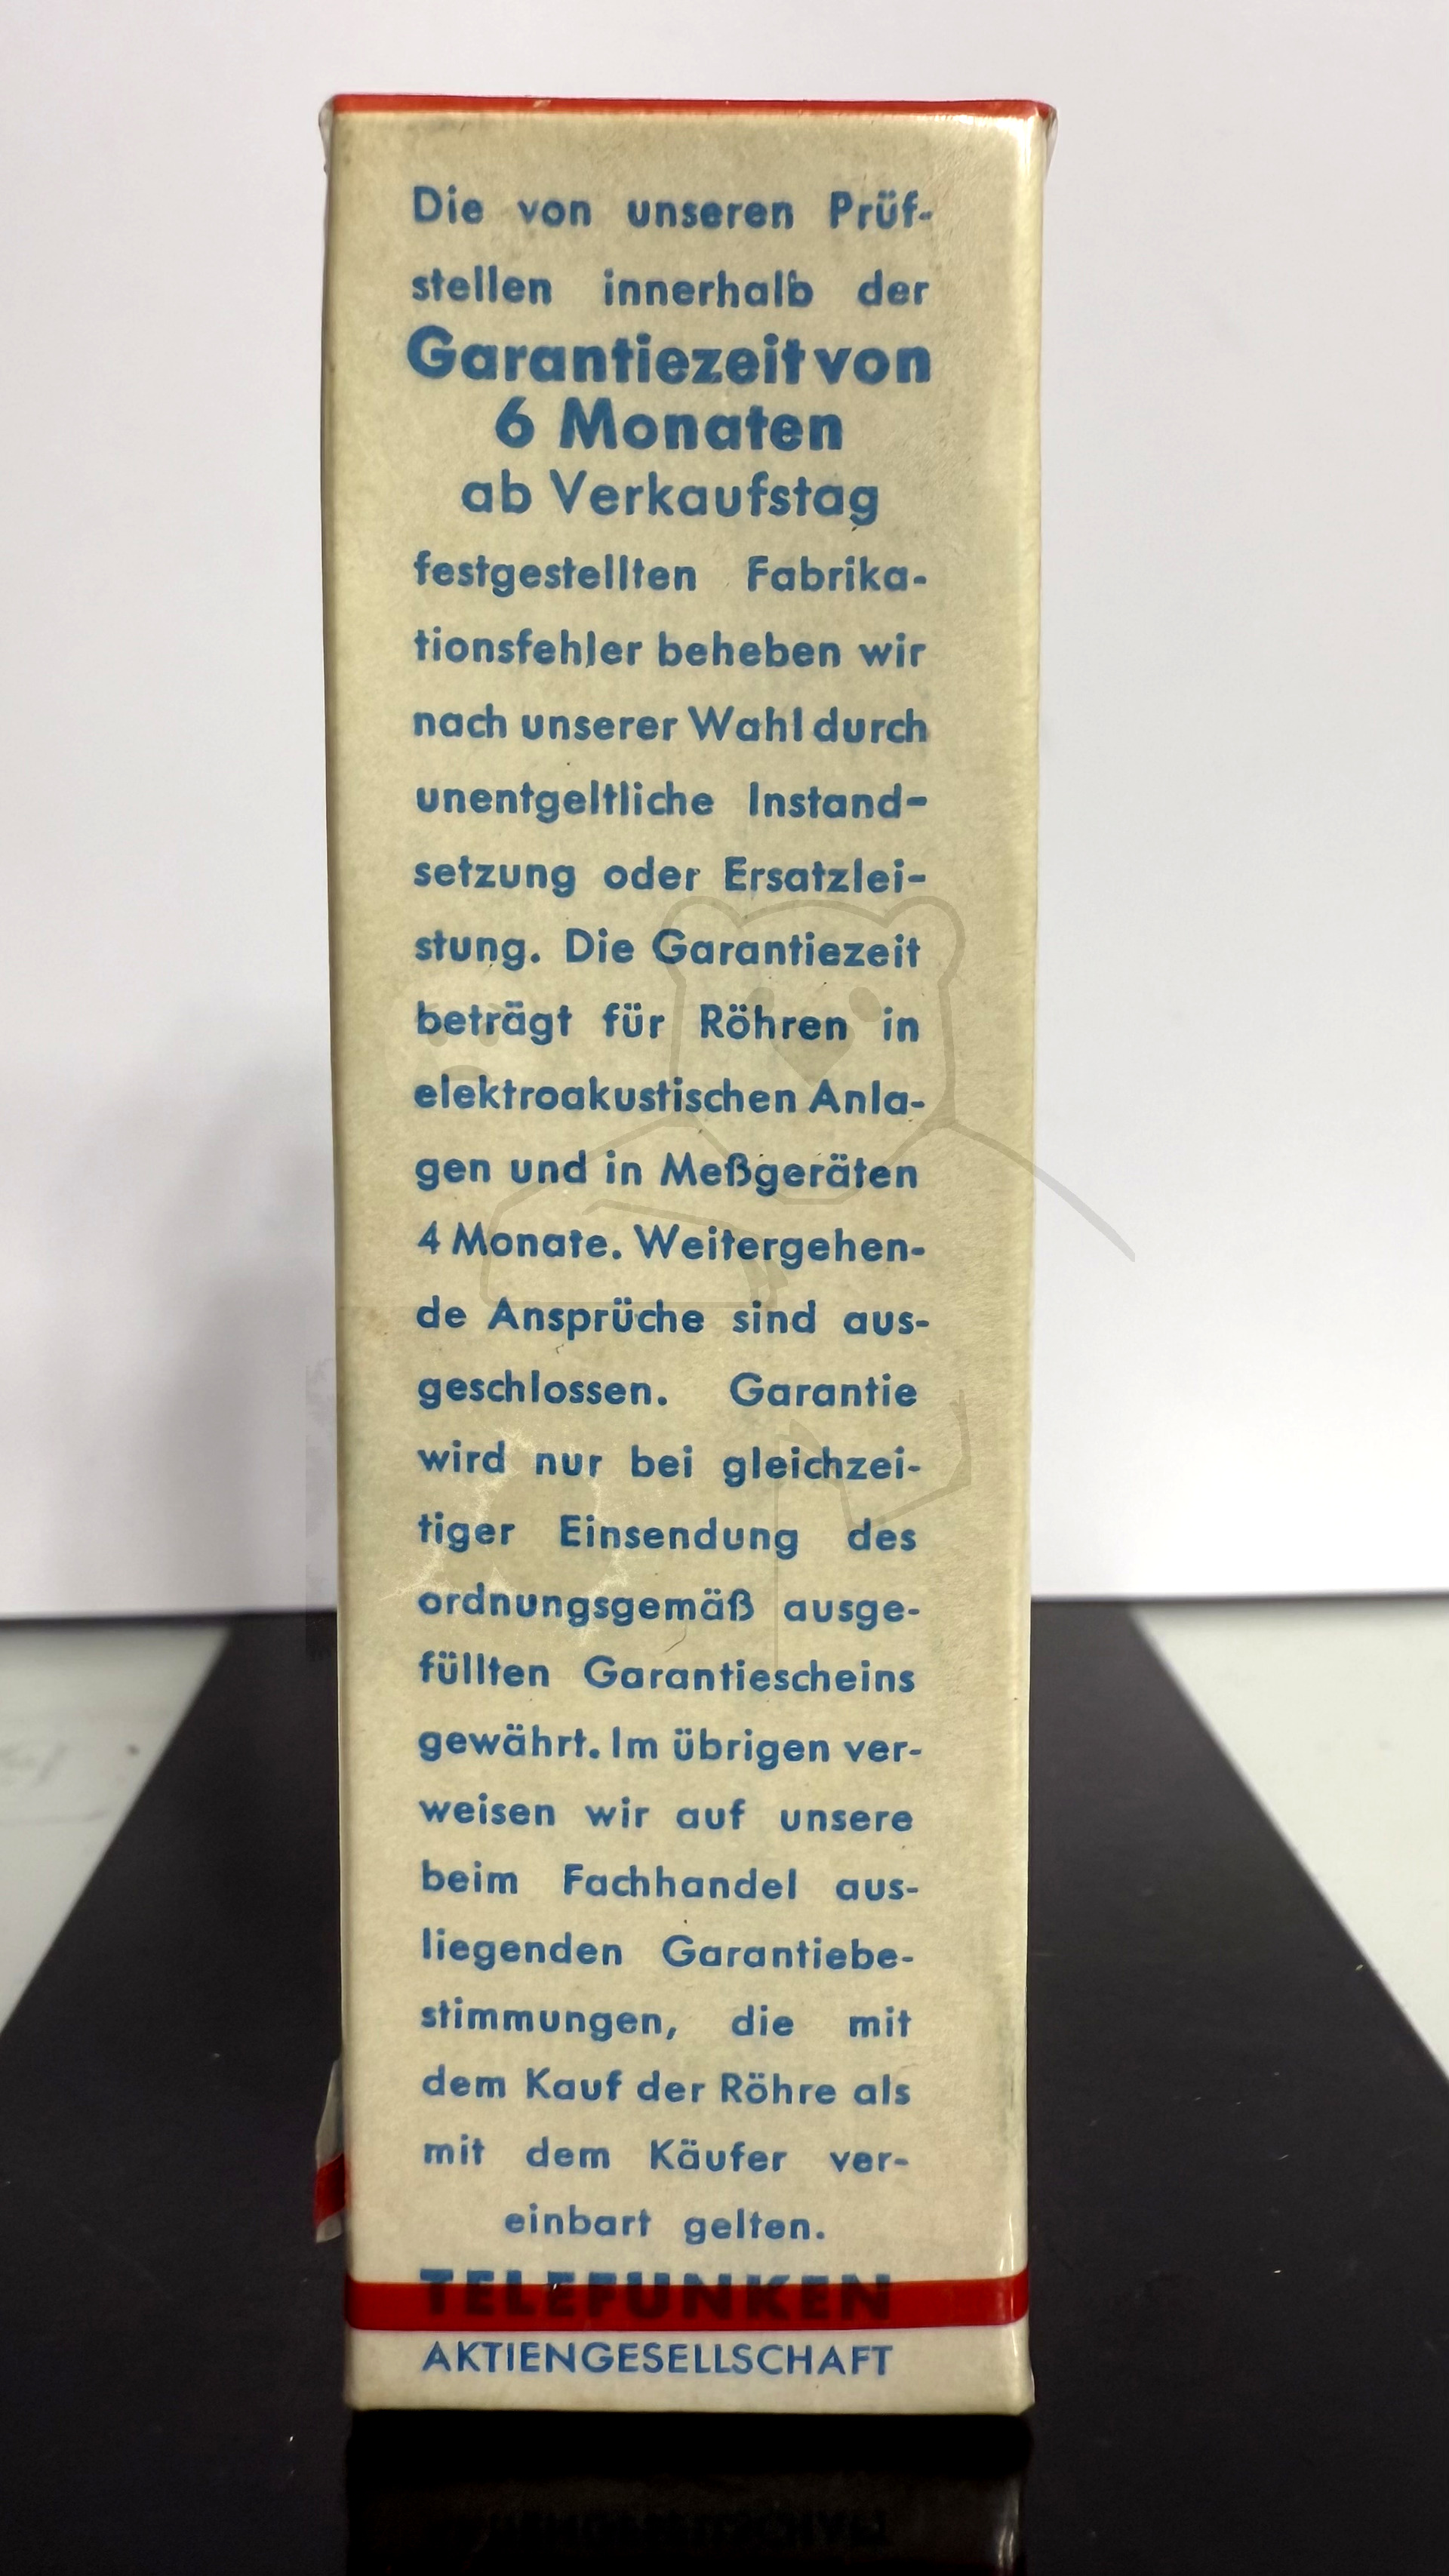 Die von unseren Prüf-
stellen innerhalb der
Garantiezeit von
6 Monaten
ab Verkaufstag
festgestellten Fabrika-
tionsfehler beheben wir
nach unserer Wahl durch
unentgeltliche Instand-
setzung oder Ersatzlei-
stung. Die Garantiezeit
beträgt für Röhren in
elektroakustischen Anla-
gen und in Meßgeräten
4 Monate. Weitergehen-
de Ansprüche sind aus-
geschlossen. Garantie
wird nur bei gleichzei-
tiger Einsendung des
ordnungsgemäß ausge-
füllten Garantiescheins
gewährt. Im übrigen ver-
weisen wir auf unsere
beim Fachhandel aus-
liegenden Garantiebe-
stimmungen, die mit
dem Kauf der Röhre als
mit dem Käufer ver-
einbart gelten.
TELEFUNKEN
AKTIENGESELLSCHAFT